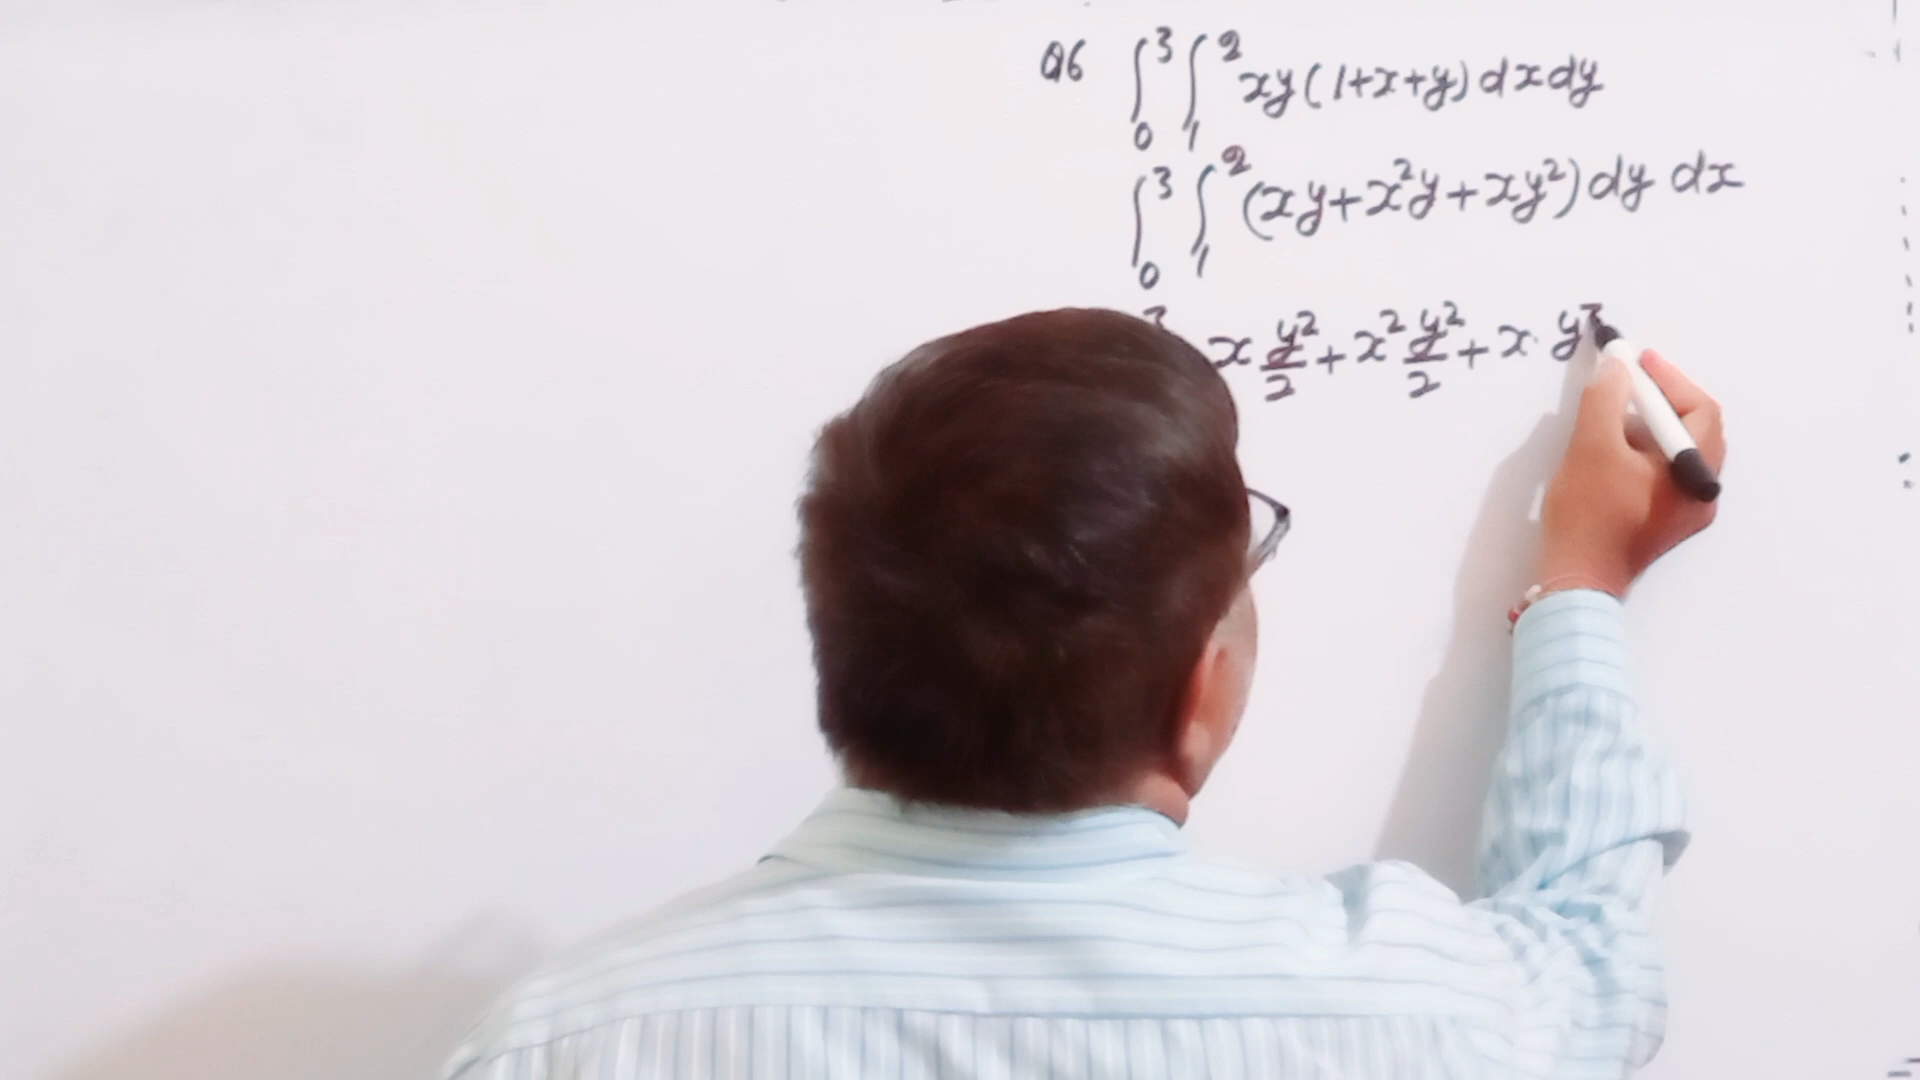 Q6 ∫₀³ ∫₁² xy(1+x+y) dx dy
∫₀³ ∫₁² (xy+x²y+xy²) dy dx
x y²/2 + x² y²/2 + x · y³